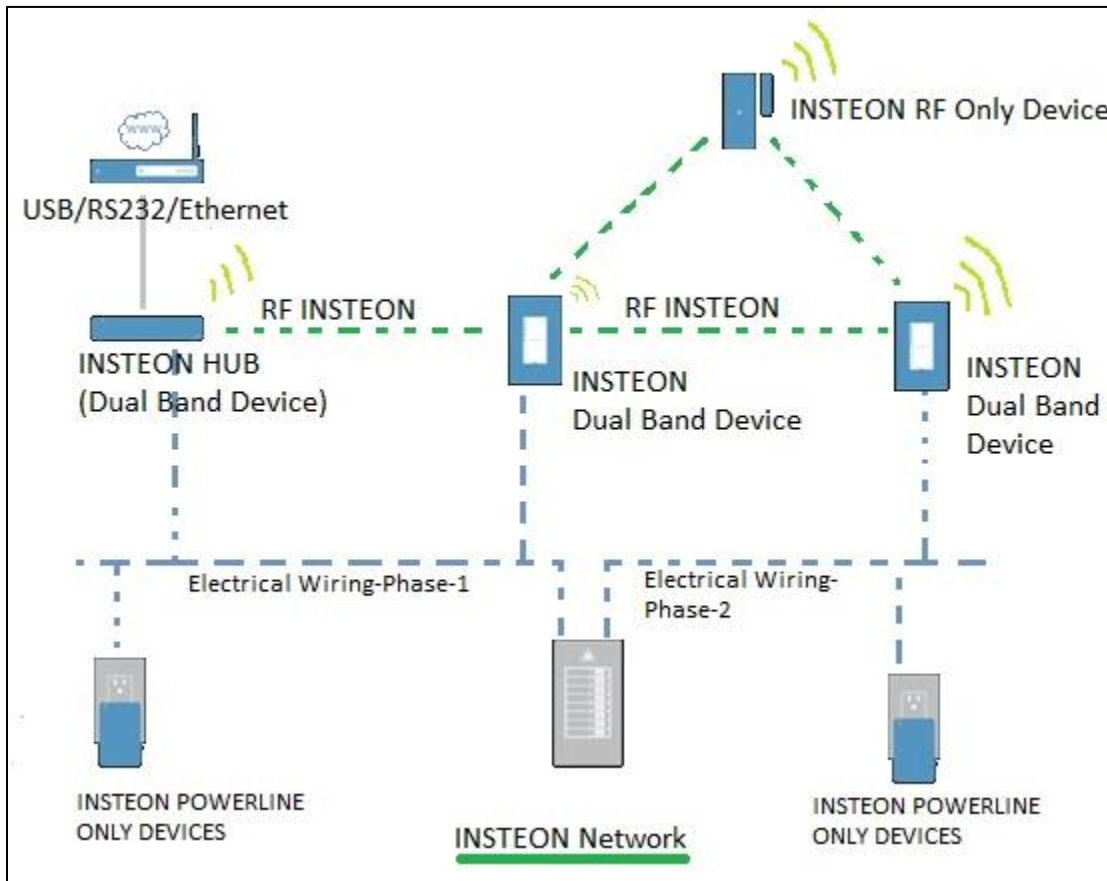 www
INSTEON RF Only Device
USB/RS232/Ethernet
RF INSTEON
RF INSTEON
INSTEON HUB
(Dual Band Device)
INSTEON
Dual Band Device
INSTEON
Dual Band
Device
Electrical Wiring-Phase-1
Electrical Wiring-
Phase-2
INSTEON POWERLINE
ONLY DEVICES
INSTEON Network
INSTEON POWERLINE
ONLY DEVICES